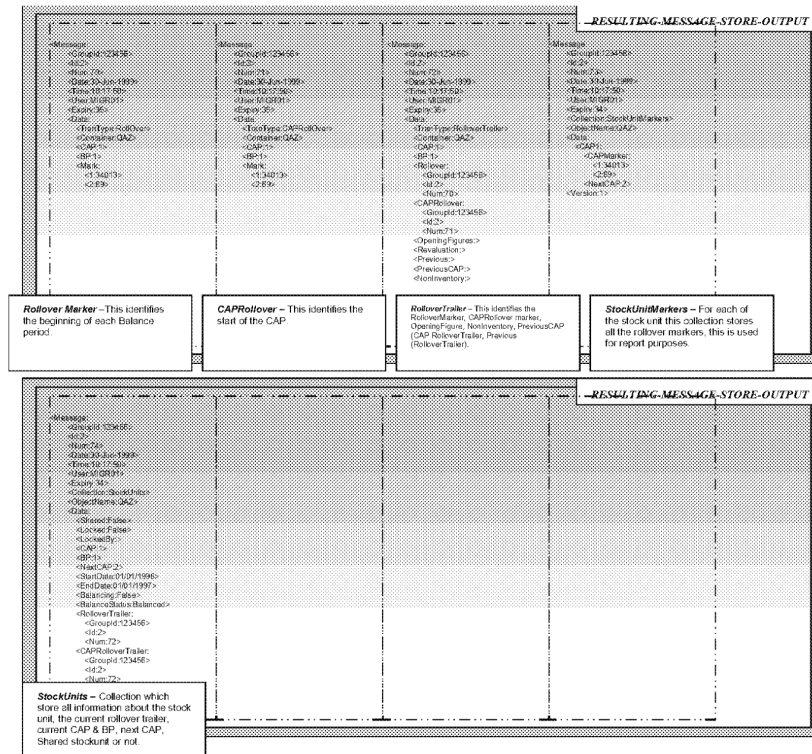 RESULTING-MESSAGE-STORE-OUTPUT
<Message:
<GroupId:123456>
<Id:2>
<Num:70>
<Date:30-Jun-1999>
<Time:10:17:50>
<User:MIGR01>
<Expiry:35>
<Data:
<TranType:RollOver>
<Container:QAZ>
<CAP:1>
<BP:1>
<Mark:
<1:34013>
<2:69>
<Message:
<GroupId:123456>
<Id:2>
<Num:71>
<Date:30-Jun-1999>
<Time:10:17:50>
<User:MIGR01>
<Expiry:35>
<Data:
<TranType:CAPRollOver>
<Container:QAZ>
<CAP:1>
<BP:1>
<Mark:
<1:34013>
<2:69>
<Message:
<GroupId:123456>
<Id:2>
<Num:72>
<Date:30-Jun-1999>
<Time:10:17:50>
<User:MIGR01>
<Expiry:35>
<Data:
<TranType:RolloverTrailer>
<Container:QAZ>
<CAP:1>
<BP:1>
<Rollover:
<GroupId:123456>
<Id:2>
<Num:70>
<CAPRollover:
<GroupId:123456>
<Id:2>
<Num:71>
<OpeningFigures:>
<Revaluation:>
<Previous:>
<PreviousCAP:>
<NonInventory:>
<Message:
<GroupId:123456>
<Id:2>
<Num:73>
<Date:30-Jun-1999>
<Time:10:17:50>
<User:MIGR01>
<Expiry:34>
<Collection:StockUnitMarkers>
<ObjectName:QAZ>
<Data:
<CAP1:
<CAPMarker:
<1:34013>
<2:69>
<NextCAP:2>
<Version:1>
Rollover Marker –This identifies
the beginning of each Balance
period.
CAPRollover – This identifies the
start of the CAP.
RolloverTrailer – This identifies the
RolloverMarker, CAPRollover marker,
OpeningFigure, NonInventory, PreviousCAP
(CAP RolloverTrailer, Previous
(RolloverTrailer).
StockUnitMarkers – For each of
the stock unit this collection stores
all the rollover markers, this is used
for report purposes.
RESULTING-MESSAGE-STORE-OUTPUT
<Message:
<GroupId:123456>
<Id:2>
<Num:74>
<Date:30-Jun-1999>
<Time:10:17:50>
<User:MIGR01>
<Expiry:34>
<Collection:StockUnits>
<ObjectName:QAZ>
<Data:
<Shared:False>
<Locked:False>
<LockedBy:>
<CAP:1>
<BP:1>
<NextCAP:2>
<StartDate:01/01/1996>
<EndDate:01/01/1997>
<Balancing:False>
<BalanceStatus:Balanced>
<RolloverTrailer:
<GroupId:123456>
<Id:2>
<Num:72>
<CAPRolloverTrailer:
<GroupId:123456>
<Id:2>
<Num:72>
StockUnits – Collection which
store all information about the stock
unit, the current rollover trailer,
current CAP & BP, next CAP,
Shared stockunit or not.